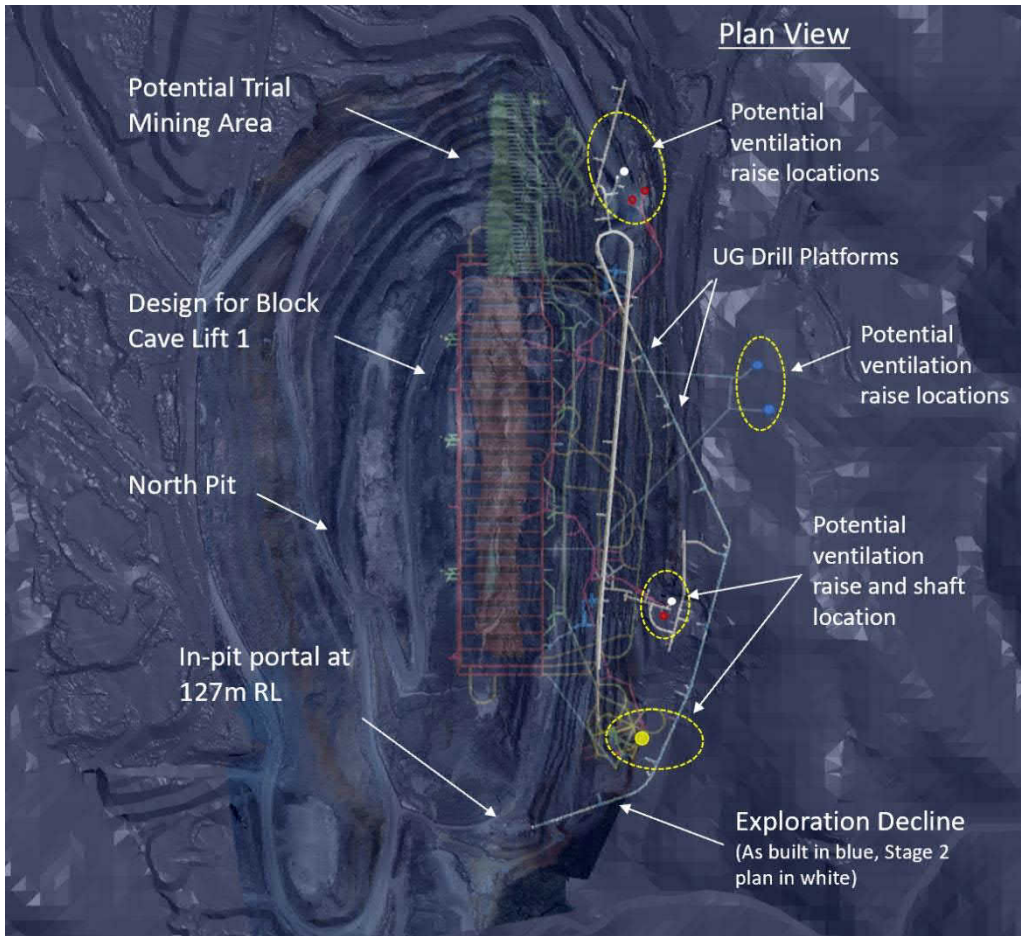 Plan View
Potential Trial
Mining Area
Potential
ventilation
raise locations
UG Drill Platforms
Design for Block
Cave Lift 1
Potential
ventilation
raise locations
North Pit
Potential
ventilation
raise and shaft
location
In-pit portal at
127m RL
Exploration Decline
(As built in blue, Stage 2
plan in white)